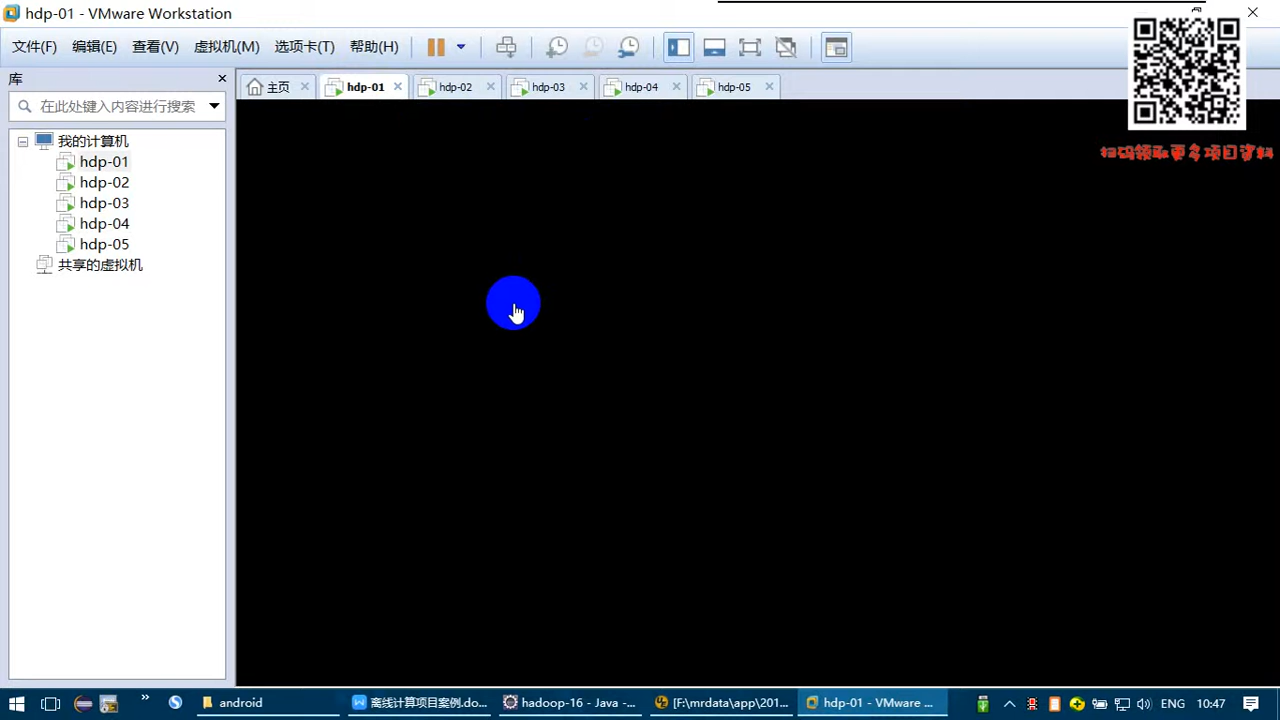 hdp-01 - VMware Workstation
文件(F) 编辑(E) 查看(V) 虚拟机(M) 选项卡(T) 帮助(H)
扫码领取更多项目资料
库
主页 hdp-01 hdp-02 hdp-03 hdp-04 hdp-05
在此处键入内容进行搜索
我的计算机
hdp-01
hdp-02
hdp-03
hdp-04
hdp-05
共享的虚拟机
android 离线计算项目案例.do... hadoop-16 - Java -... [F:\mrdata\app\201... hdp-01 - VMware ... ENG 10:47